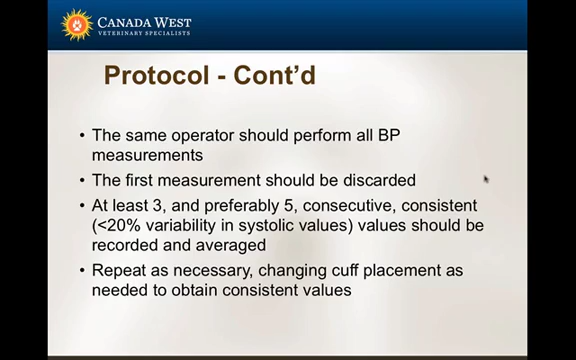 CANADA WEST
VETERINARY SPECIALISTS
Protocol - Cont'd
• The same operator should perform all BP
measurements
• The first measurement should be discarded
• At least 3, and preferably 5, consecutive, consistent
(<20% variability in systolic values) values should be
recorded and averaged
• Repeat as necessary, changing cuff placement as
needed to obtain consistent values